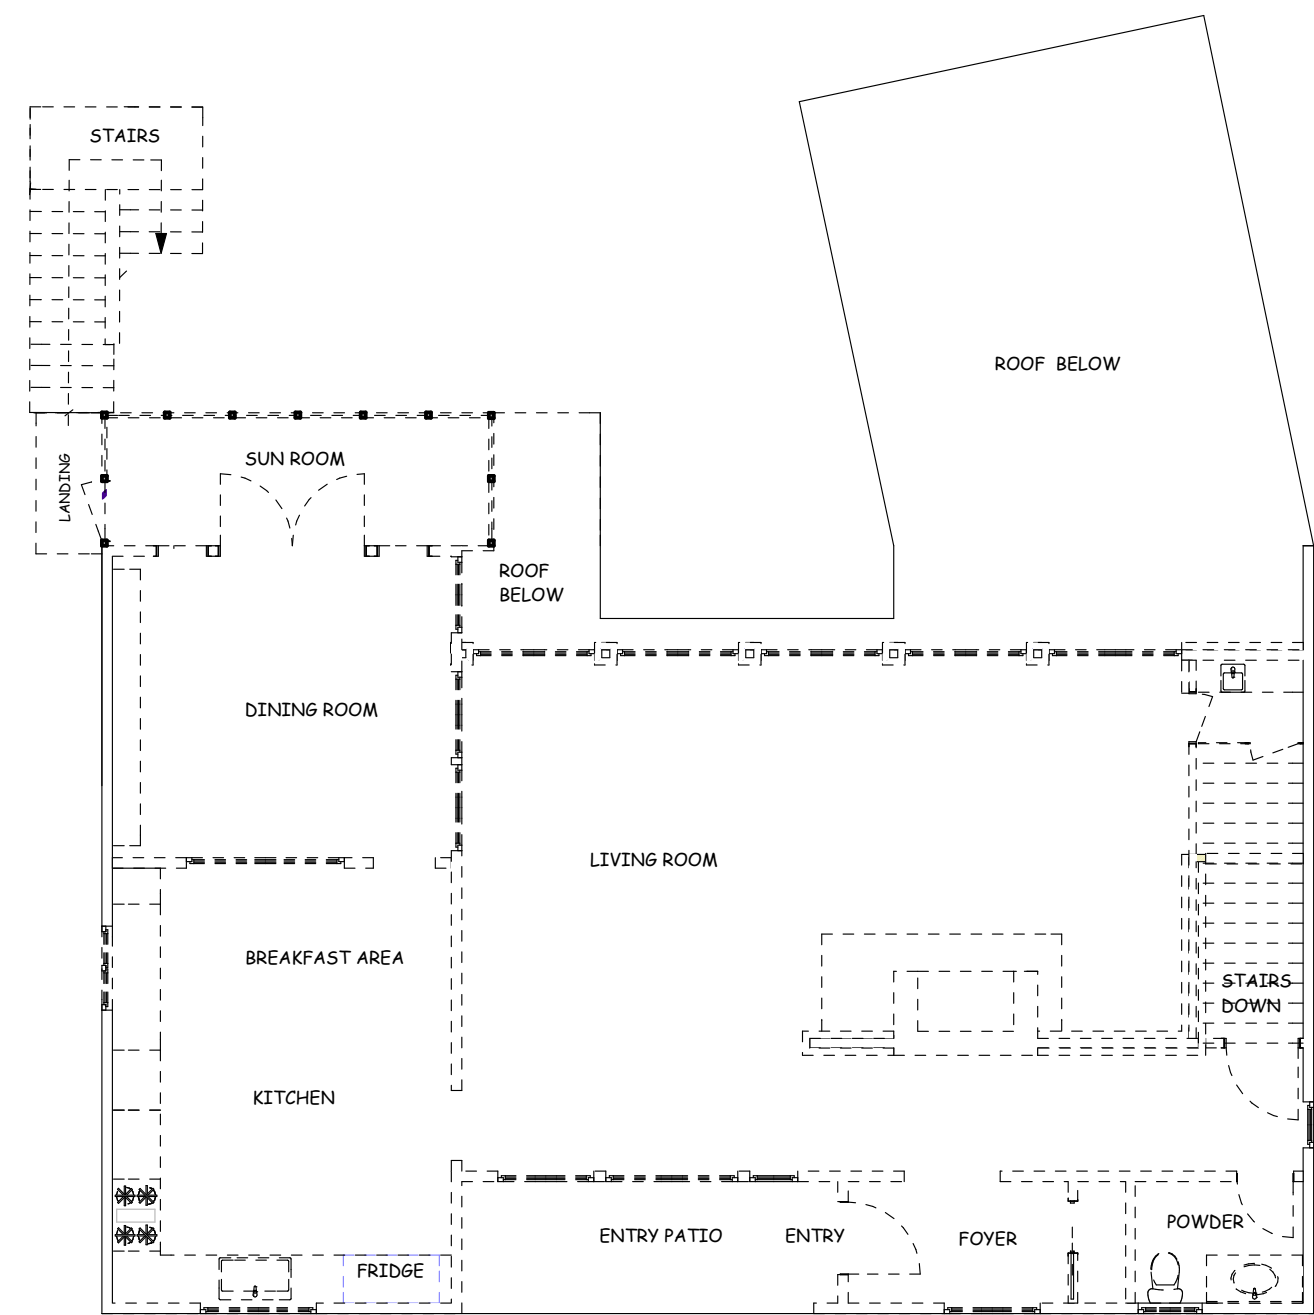 STAIRS
ROOF BELOW
SUN ROOM
LANDING
ROOF
BELOW
DINING ROOM
LIVING ROOM
BREAKFAST AREA
STAIRS
DOWN
KITCHEN
POWDER
ENTRY PATIO
ENTRY
FOYER
FRIDGE